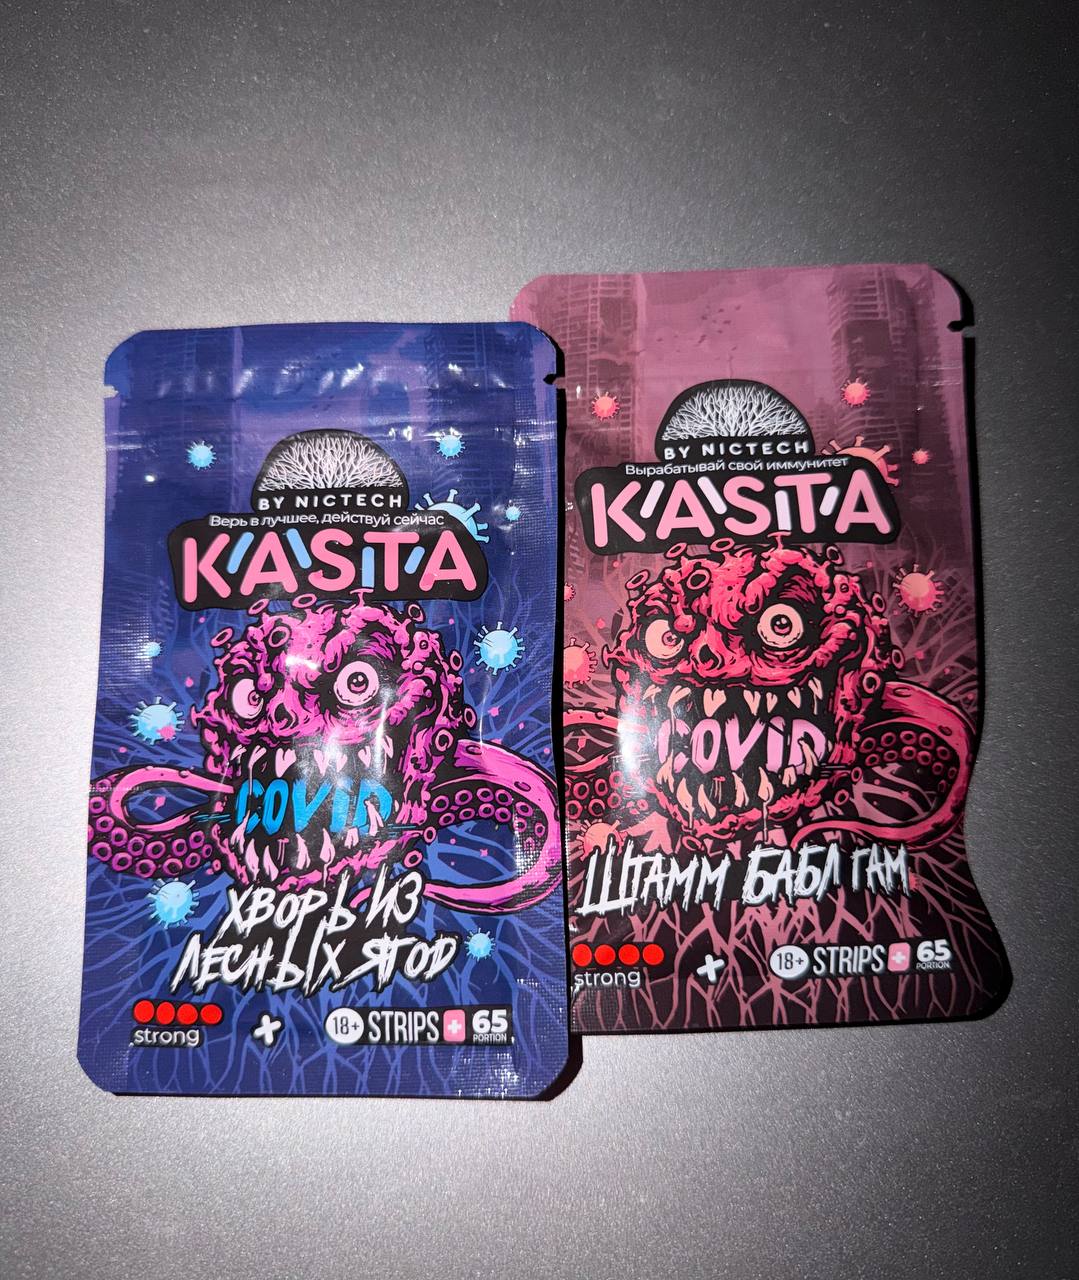 BY NICTECH
Верь в лучшее, действуй сейчас
KASTA
COVID
ХВОРЬ ИЗ
ЛЕСНЫХ ЯГОД
strong
18+ STRIPS + 65
PORTION
BY NICTECH
Вырабатывай свой иммунитет
KASTA
COVID
ШТАММ БАБЛ ГАМ
strong
18+ STRIPS + 65
PORTION